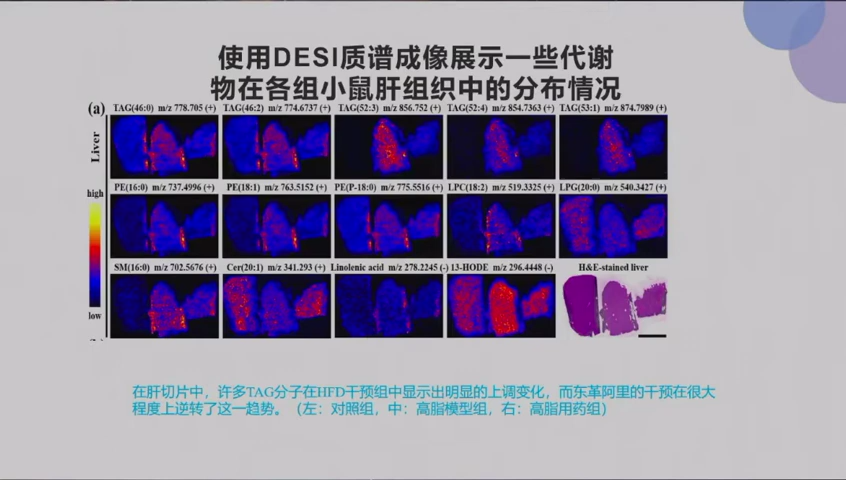 使用DESI质谱成像展示一些代谢
物在各组小鼠肝组织中的分布情况
(a)
TAG(46:0) m/z 778.705 (+) TAG(46:2) m/z 774.6737 (+) TAG(52:3) m/z 856.752 (+) TAG(52:4) m/z 854.7363 (+) TAG(53:1) m/z 874.7989 (+)
Liver
high
PE(16:0) m/z 737.4996 (+) PE(18:1) m/z 763.5152 (+) PE(P-18:0) m/z 775.5516 (+) LPC(18:2) m/z 519.3325 (+) LPG(20:0) m/z 540.3427 (+)
SM(16:0) m/z 702.5676 (+) Cer(20:1) m/z 341.293 (+) Linolenic acid m/z 278.2245 (-) 13-HODE m/z 296.4448 (-) H&E-stained liver
low
在肝切片中，许多TAG分子在HFD干预组中显示出明显的上调变化，而东革阿里的干预在很大
程度上逆转了这一趋势。（左：对照组，中：高脂模型组，右：高脂用药组）